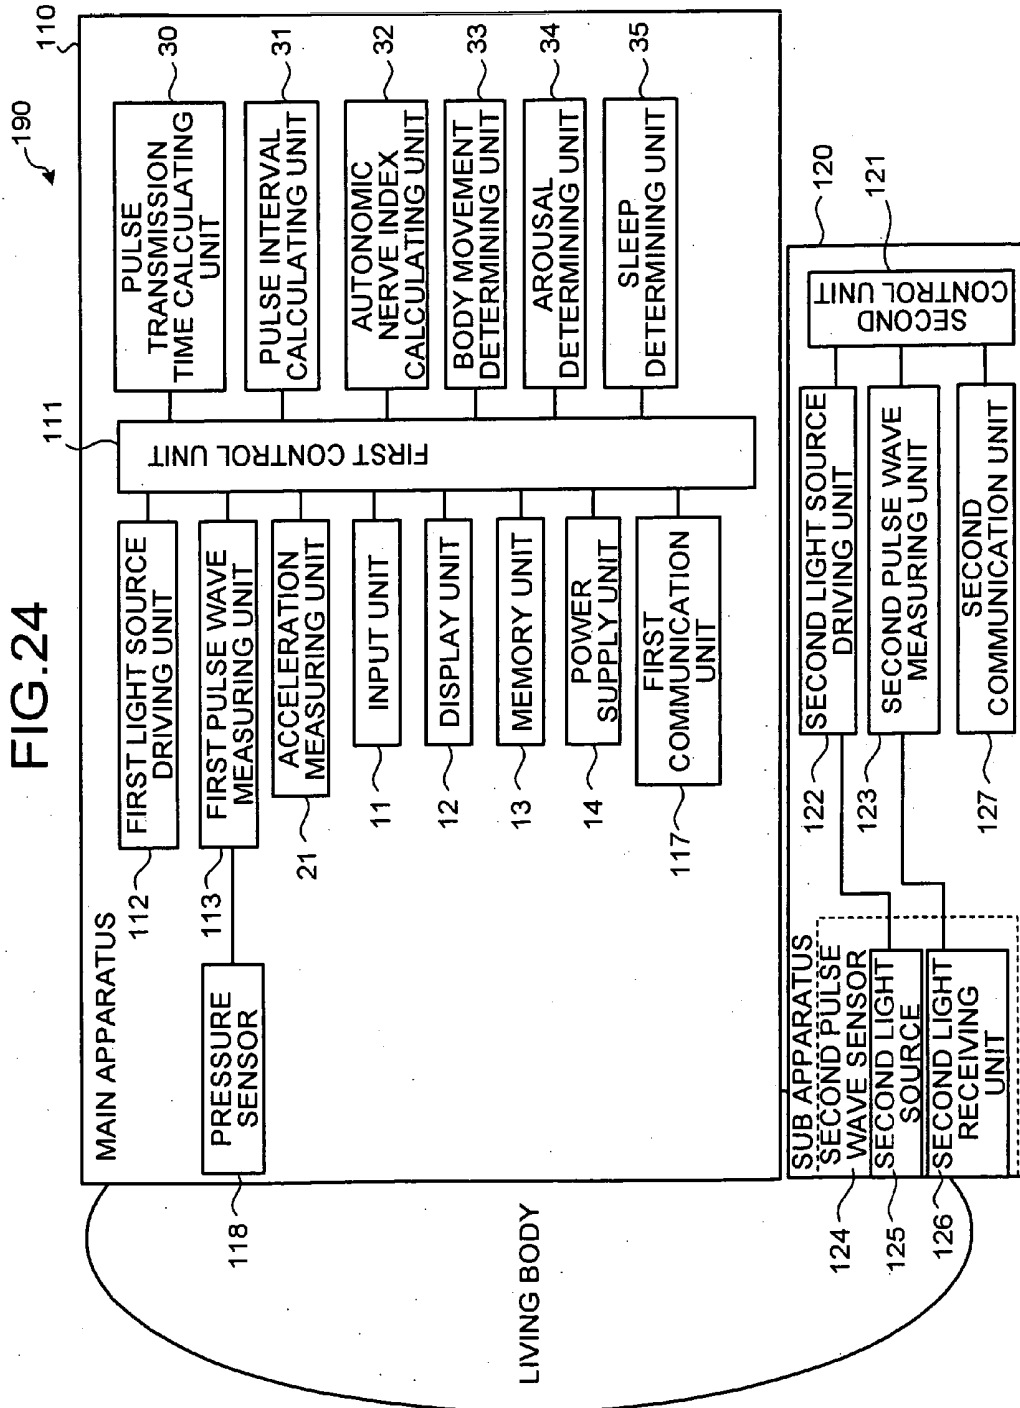 FIG.24
190
110
MAIN APPARATUS
111
FIRST CONTROL UNIT
112
FIRST LIGHT SOURCE
DRIVING UNIT
113
FIRST PULSE WAVE
MEASURING UNIT
118
PRESSURE
SENSOR
21
ACCELERATION
MEASURING UNIT
11
INPUT UNIT
12
DISPLAY UNIT
13
MEMORY UNIT
14
POWER
SUPPLY UNIT
117
FIRST
COMMUNICATION
UNIT
PULSE
TRANSMISSION
TIME CALCULATING
UNIT
30
PULSE INTERVAL
CALCULATING UNIT
31
AUTONOMIC
NERVE INDEX
CALCULATING UNIT
32
BODY MOVEMENT
DETERMINING UNIT
33
AROUSAL
DETERMINING UNIT
34
SLEEP
DETERMINING UNIT
35
LIVING BODY
SUB APPARATUS
120
SECOND PULSE
WAVE SENSOR
124
SECOND LIGHT
SOURCE
125
SECOND LIGHT
RECEIVING
UNIT
126
122
SECOND LIGHT SOURCE
DRIVING UNIT
123
SECOND PULSE WAVE
MEASURING UNIT
127
SECOND
COMMUNICATION UNIT
121
SECOND
CONTROL UNIT